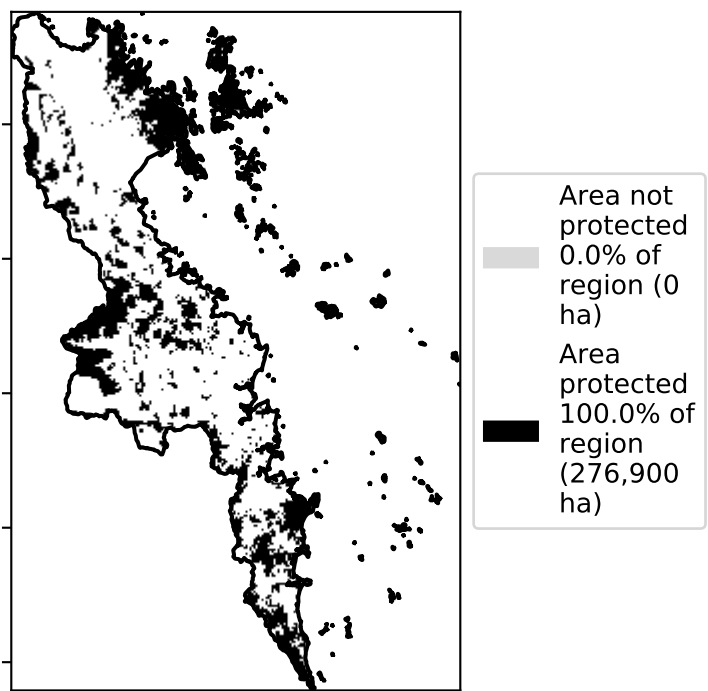 Area not
protected
0.0% of
region (0
ha)
Area
protected
100.0% of
region
(276,900
ha)